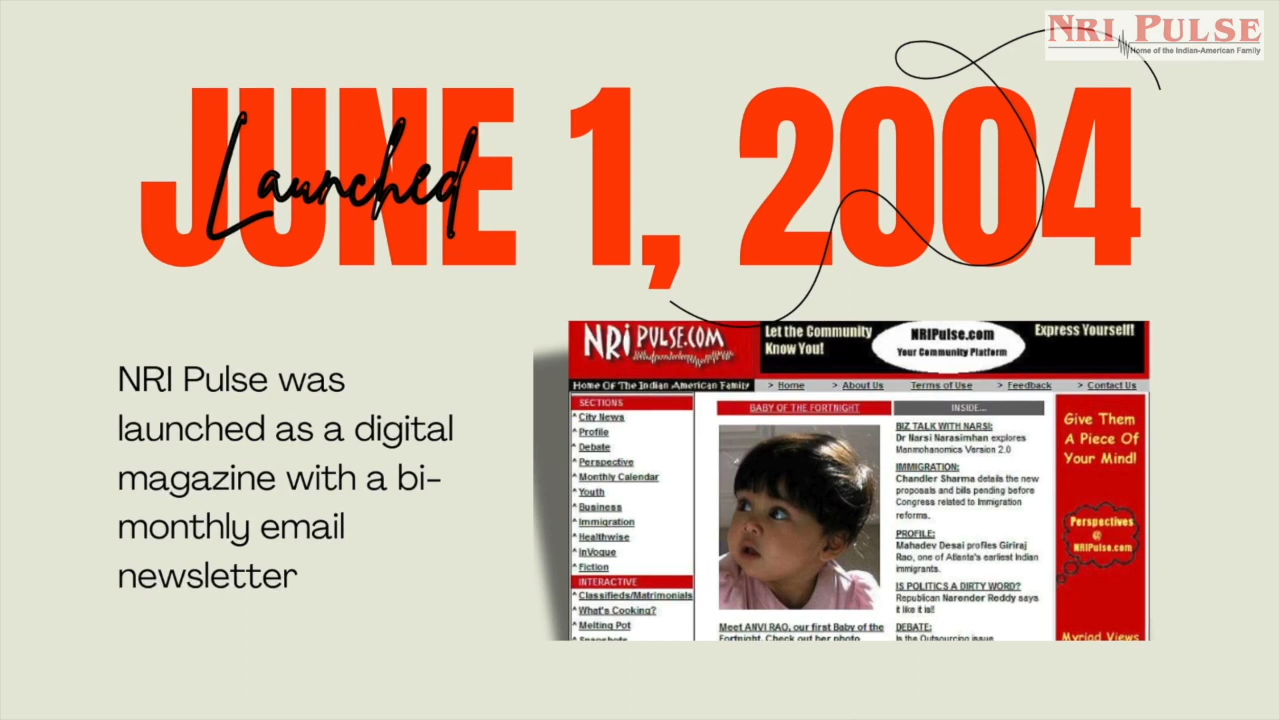 NRI PULSE
Home of the Indian-American Family
JUNE 1, 2004
Launched
NRI Pulse was
launched as a digital
magazine with a bi-
monthly email
newsletter
NRI PULSE.COM
Let the Community
Know You!
NRIPulse.com
Your Community Platform
Express Yourself!
Home Of The Indian American Family
> Home > About Us Terms of Use > Feedback > Contact Us
SECTIONS
^ City News
^ Profile
^ Debate
^ Perspective
^ Monthly Calendar
^ Youth
^ Business
^ Immigration
^ Healthwise
^ InVogue
^ Fiction
INTERACTIVE
^ Classifieds/Matrimonials
^ What's Cooking?
^ Melting Pot
^ Snapshots
BABY OF THE FORTNIGHT
Meet ANVI RAO, our first Baby of the
Fortnight. Check out her photo
INSIDE...
BIZ TALK WITH NARSI:
Dr Narsi Narasimhan explores
Manmohanomics Version 2.0
IMMIGRATION:
Chandler Sharma details the new
proposals and bills pending before
Congress related to Immigration
reforms.
PROFILE:
Mahadev Desai profiles Giriraj
Rao, one of Atlanta's earliest Indian
immigrants.
IS POLITICS A DIRTY WORD?
Republican Narender Reddy says
it like it is!!
DEBATE:
Is the Outsourcing issue
Give Them
A Piece Of
Your Mind!
Perspectives
@
NRIPulse.com
Myriad Views